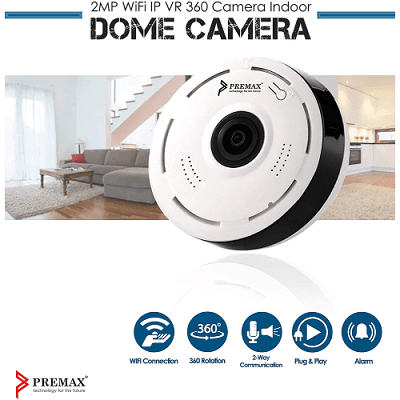 2MP WiFi IP VR 360 Camera Indoor
DOME CAMERA
PREMAX
technology for the future
360°
WIFI Connection
360 Rotation
2-Way
Communication
Plug & Play
Alarm
PREMAX®
technology for the future